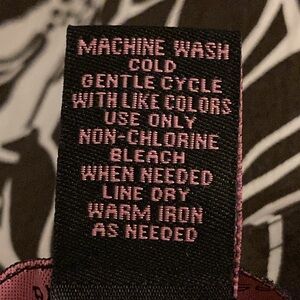 MACHINE WASH
COLD
GENTLE CYCLE
WITH LIKE COLORS
USE ONLY
NON-CHLORINE
BLEACH
WHEN NEEDED
LINE DRY
WARM IRON
AS NEEDED